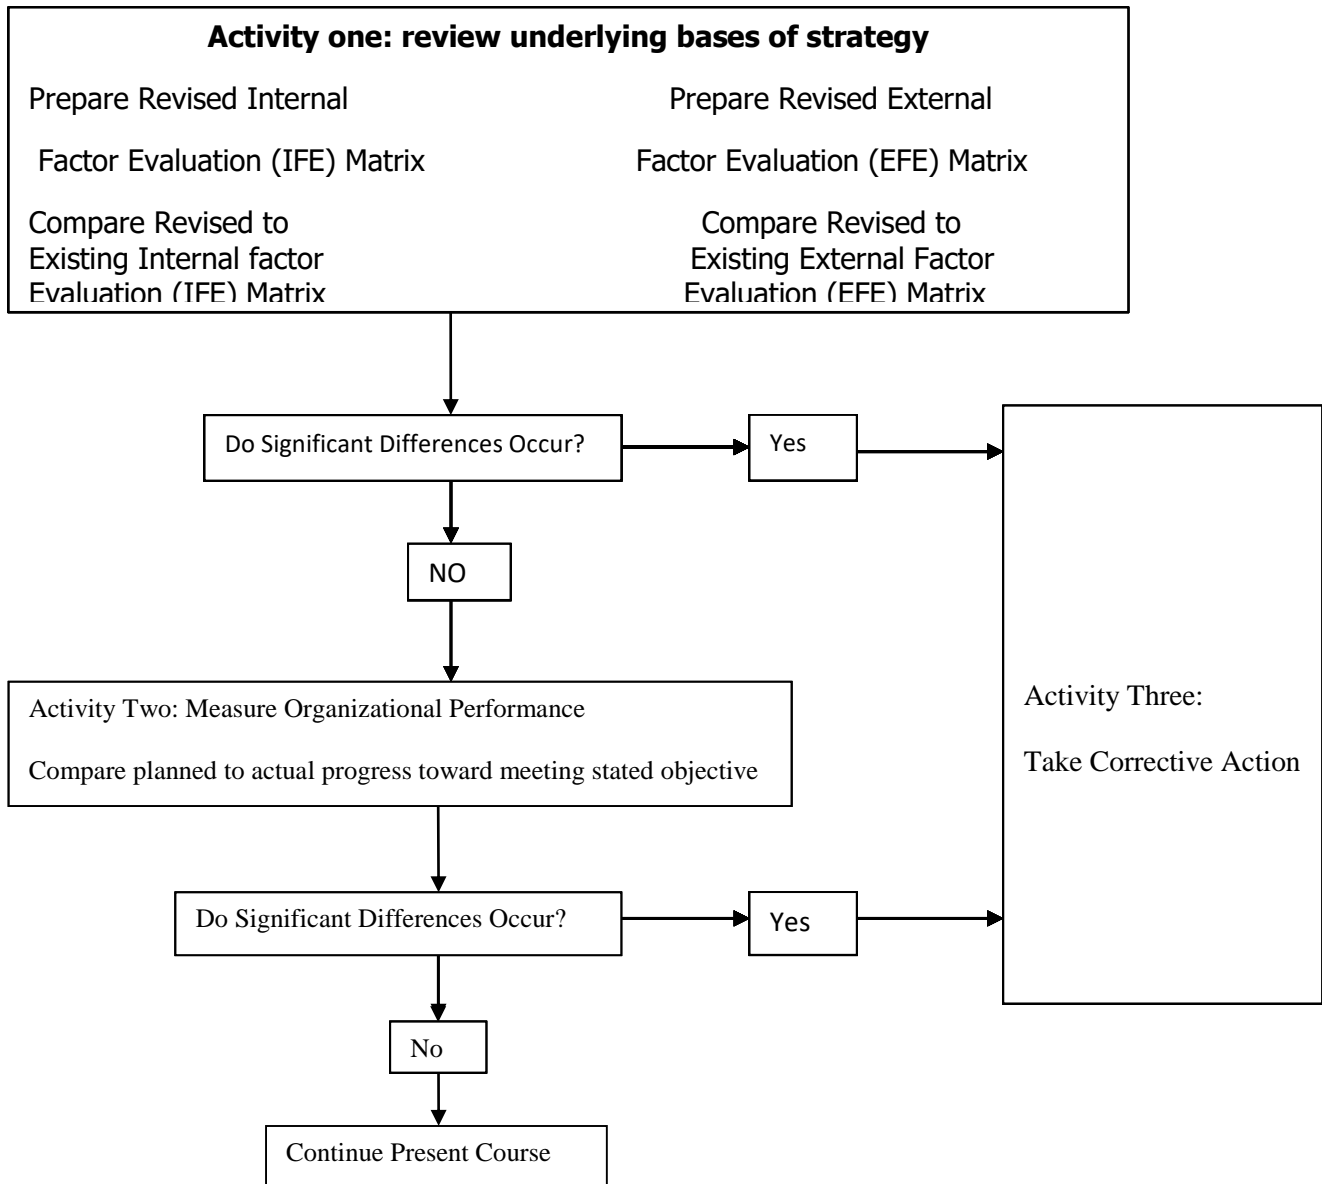 Activity one: review underlying bases of strategy
Prepare Revised Internal
Factor Evaluation (IFE) Matrix
Compare Revised to
Existing Internal factor
Evaluation (IFE) Matrix
Prepare Revised External
Factor Evaluation (EFE) Matrix
Compare Revised to
Existing External Factor
Evaluation (EFE) Matrix
Do Significant Differences Occur?
Yes
NO
Activity Two: Measure Organizational Performance
Compare planned to actual progress toward meeting stated objective
Activity Three:
Take Corrective Action
Do Significant Differences Occur?
Yes
No
Continue Present Course